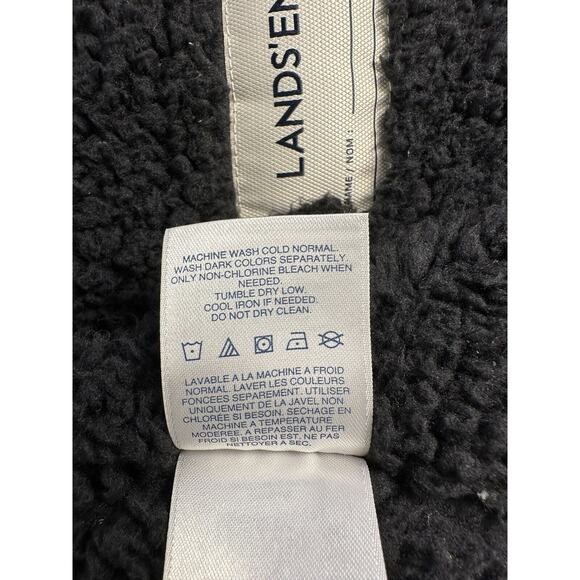 LANDS'EN
NAME / NOM :
MACHINE WASH COLD NORMAL.
WASH DARK COLORS SEPARATELY.
ONLY NON-CHLORINE BLEACH WHEN
NEEDED.
TUMBLE DRY LOW.
COOL IRON IF NEEDED.
DO NOT DRY CLEAN.
LAVABLE A LA MACHINE A FROID
NORMAL. LAVER LES COULEURS
FONCEES SEPAREMENT. UTILISER
UNIQUEMENT DE LA JAVEL NON
CHLORÉE SI BESOIN. SECHAGE EN
MACHINE A TEMPERATURE
MODEREE. A REPASSER AU FER
FROID SI BESOIN EST. NE PAS
NETTOYER A SEC.